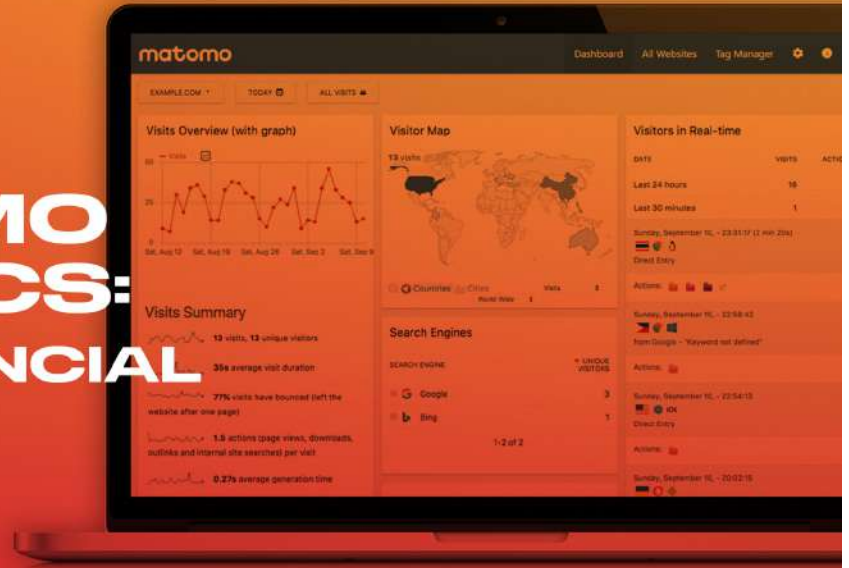 matomo
Dashboard All Websites Tag Manager
EXAMPLE.COM TODAY ALL VISITS
Visits Overview (with graph)
Visits
Sat, Aug 12 Sat, Aug 19 Sat, Aug 26 Sat, Sep 2 Sat, Sep 9
Visits Summary
13 visits, 13 unique visitors
35s average visit duration
77% visits have bounced (left the
website after one page)
1.5 actions (page views, downloads,
outlinks and internal site searches) per visit
0.27s average generation time
Visitor Map
13 visits
Countries Cities Visits
World-Wide
Search Engines
SEARCH ENGINE UNIQUE
VISITORS
Google 3
Bing 1
1-2 of 2
Visitors in Real-time
DATE VISITS ACTIO
Last 24 hours 16
Last 30 minutes 1
Sunday, September 10, - 23:31:17 (2 min 20s)
Direct Entry
Actions:
Sunday, September 10, - 22:58:43
from Google - "Keyword not defined"
Actions:
Sunday, September 10, - 22:54:15
iOS
Direct Entry
Actions:
Sunday, September 10, - 20:02:15
MO
CS:
NCIAL